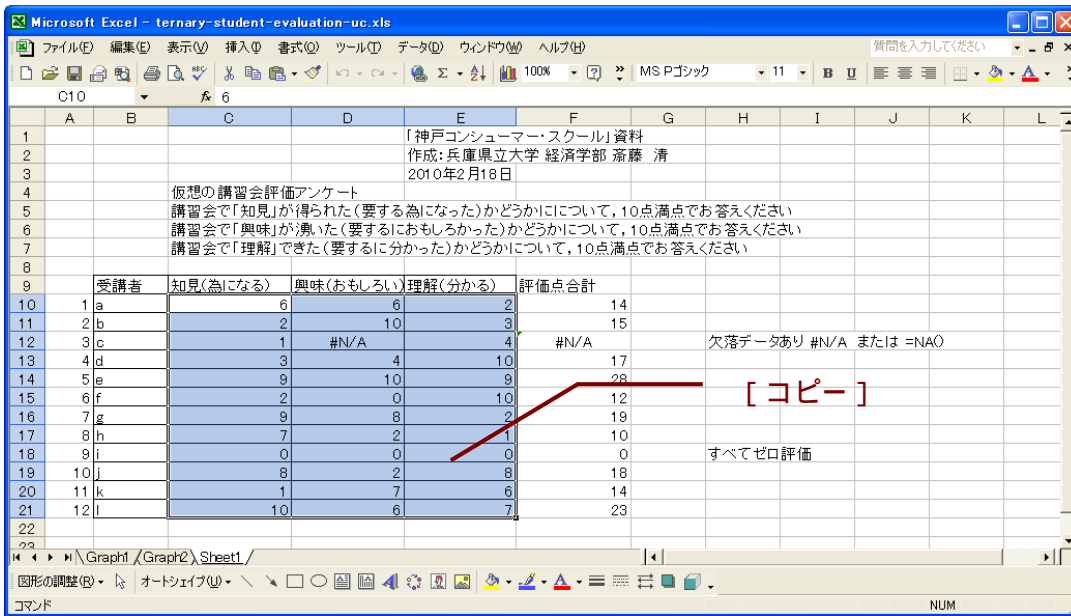 Microsoft Excel - ternary-student-evaluation-uc.xls
ファイル(F) 編集(E) 表示(V) 挿入(I) 書式(O) ツール(T) データ(D) ウィンドウ(W) ヘルプ(H) 質問を入力してください
100% MS Pゴシック 11 B U
C10 fx 6
A B C D E F G H I J K L
1 「神戸コンシューマー・スクール」資料
2 作成:兵庫県立大学 経済学部 斎藤 清
3 2010年2月18日
4 仮想の講習会評価アンケート
5 講習会で「知見」が得られた(要する為になった)かどうかにについて,10点満点でお答えください
6 講習会で「興味」が湧いた(要するにおもしろかった)かどうかについて,10点満点でお答えください
7 講習会で「理解」できた(要するに分かった)かどうかについて,10点満点でお答えください
8
9 受講者 知見(為になる) 興味(おもしろい) 理解(分かる) 評価点合計
10 1 a 6 6 2 14
11 2 b 2 10 3 15
12 3 c 1 #N/A 4 #N/A 欠落データあり #N/A または =NA()
13 4 d 3 4 10 17
14 5 e 9 10 9 28
[ コピー ]
15 6 f 2 0 10 12
16 7 g 9 8 2 19
17 8 h 7 2 1 10
18 9 i 0 0 0 0 すべてゼロ評価
19 10 j 8 2 8 18
20 11 k 1 7 6 14
21 12 l 10 6 7 23
22
23
Graph1 Graph2 Sheet1
図形の調整(R) オートシェイプ(U)
コマンド NUM